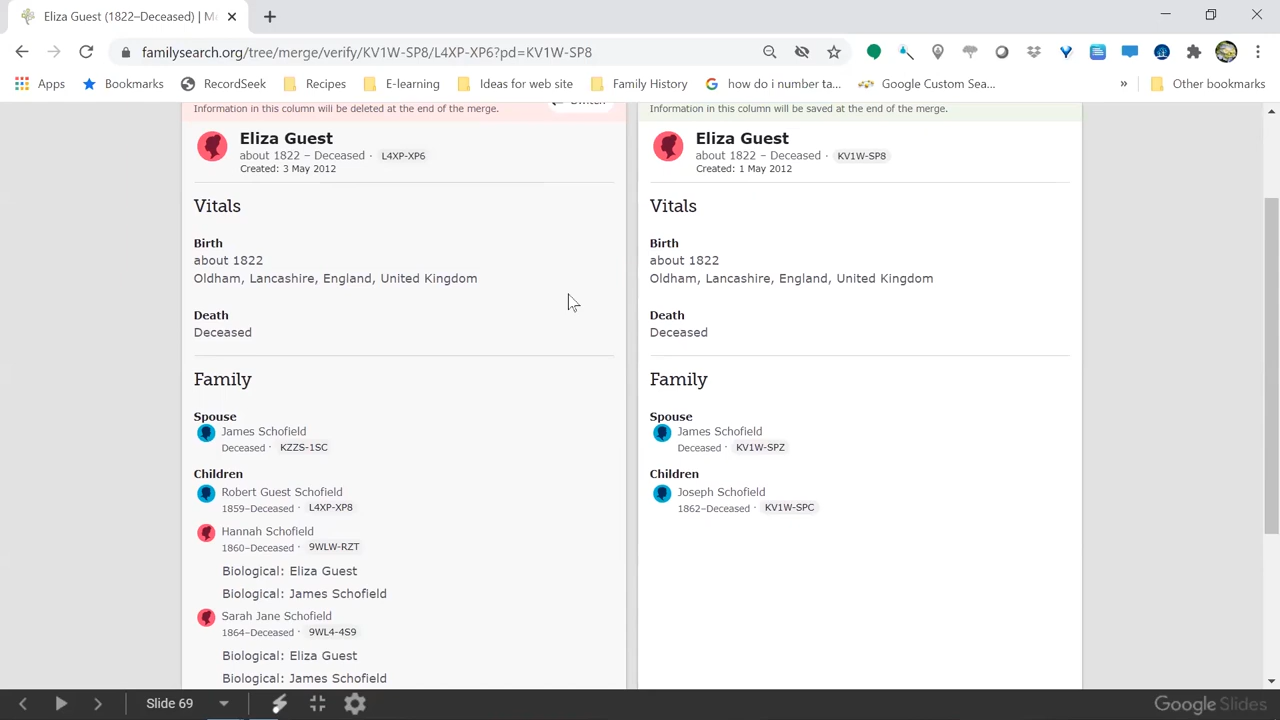 Eliza Guest (1822–Deceased) | M
familysearch.org/tree/merge/verify/KV1W-SP8/L4XP-XP6?pd=KV1W-SP8
Apps Bookmarks RecordSeek Recipes E-learning Ideas for web site Family History how do i number ta... Google Custom Sea... » Other bookmarks
Information in this column will be deleted at the end of the merge. Switch
Eliza Guest
about 1822 – Deceased · L4XP-XP6
Created: 3 May 2012
Vitals
Birth
about 1822
Oldham, Lancashire, England, United Kingdom
Death
Deceased
Family
Spouse
James Schofield
Deceased · KZZS-1SC
Children
Robert Guest Schofield
1859–Deceased · L4XP-XP8
Hannah Schofield
1860–Deceased · 9WLW-RZT
Biological: Eliza Guest
Biological: James Schofield
Sarah Jane Schofield
1864–Deceased · 9WL4-4S9
Biological: Eliza Guest
Biological: James Schofield
Information in this column will be saved at the end of the merge.
Eliza Guest
about 1822 – Deceased · KV1W-SP8
Created: 1 May 2012
Vitals
Birth
about 1822
Oldham, Lancashire, England, United Kingdom
Death
Deceased
Family
Spouse
James Schofield
Deceased · KV1W-SPZ
Children
Joseph Schofield
1862–Deceased · KV1W-SPC
Slide 69
Google Slides